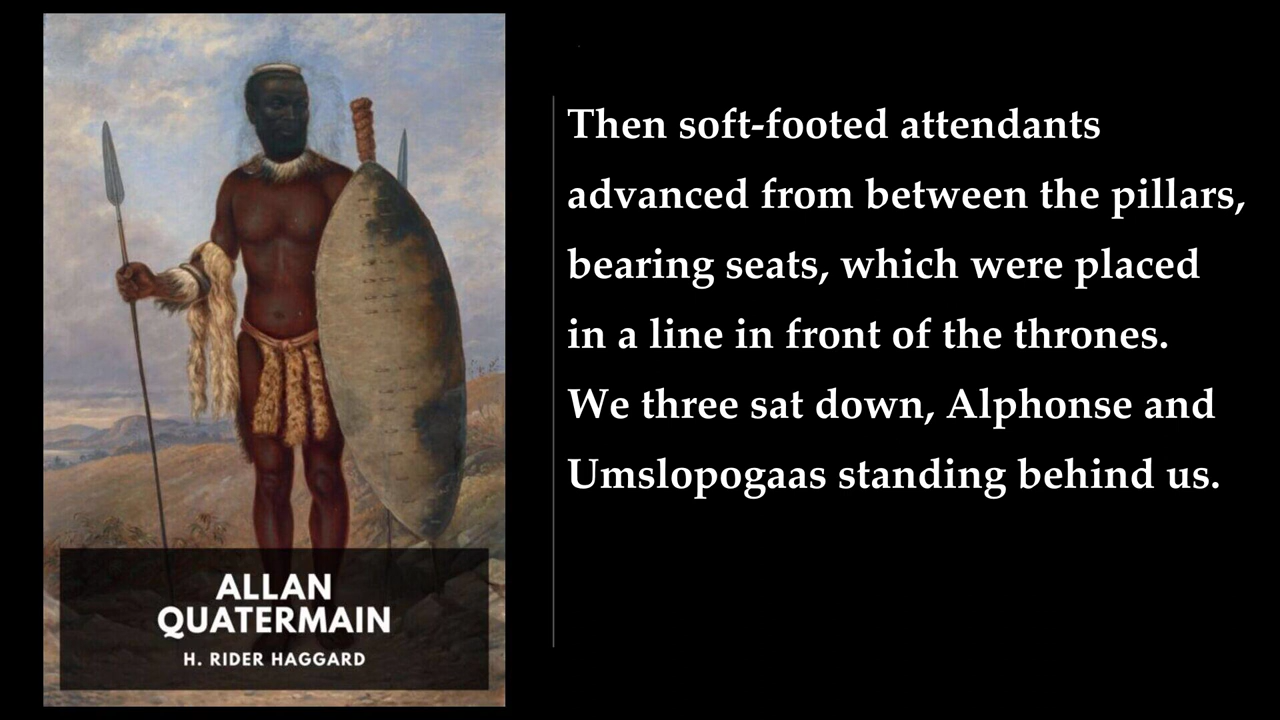 ALLAN
QUATERMAIN
H. RIDER HAGGARD
Then soft-footed attendants
advanced from between the pillars,
bearing seats, which were placed
in a line in front of the thrones.
We three sat down, Alphonse and
Umslopogaas standing behind us.